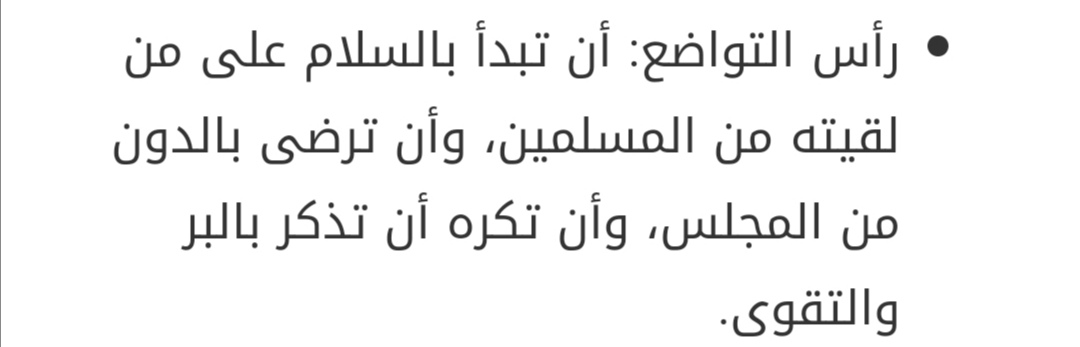 • رأس التواضع: أن تبدأ بالسلام على من
لقيته من المسلمين، وأن ترضى بالدون
من المجلس، وأن تكره أن تذكر بالبر
والتقوى.